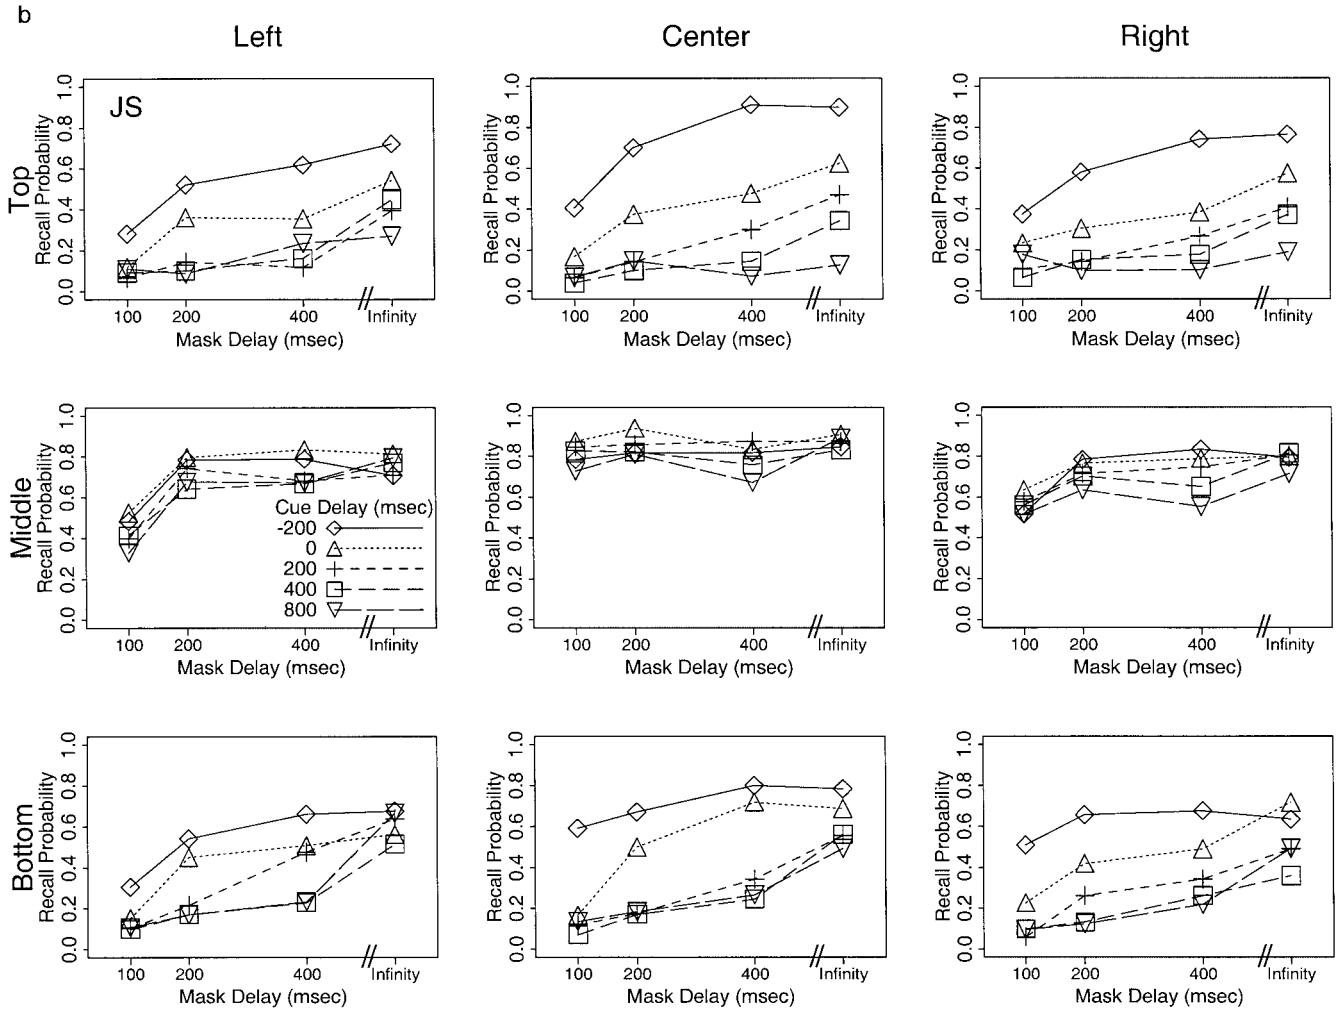 b
Left
Center
Right
Top
JS
Recall Probability
0.0 0.2 0.4 0.6 0.8 1.0
100 200 400 Infinity
Mask Delay (msec)
Recall Probability
0.0 0.2 0.4 0.6 0.8 1.0
100 200 400 Infinity
Mask Delay (msec)
Recall Probability
0.0 0.2 0.4 0.6 0.8 1.0
100 200 400 Infinity
Mask Delay (msec)
Middle
Recall Probability
0.0 0.2 0.4 0.6 0.8 1.0
Cue Delay (msec)
-200
0
200
400
800
100 200 400 Infinity
Mask Delay (msec)
Recall Probability
0.0 0.2 0.4 0.6 0.8 1.0
100 200 400 Infinity
Mask Delay (msec)
Recall Probability
0.0 0.2 0.4 0.6 0.8 1.0
100 200 400 Infinity
Mask Delay (msec)
Bottom
Recall Probability
0.0 0.2 0.4 0.6 0.8 1.0
100 200 400 Infinity
Mask Delay (msec)
Recall Probability
0.0 0.2 0.4 0.6 0.8 1.0
100 200 400 Infinity
Mask Delay (msec)
Recall Probability
0.0 0.2 0.4 0.6 0.8 1.0
100 200 400 Infinity
Mask Delay (msec)